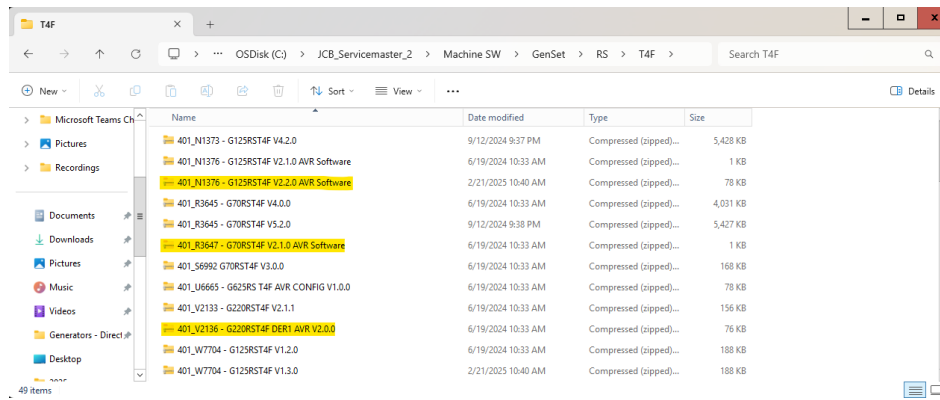 T4F
OSDisk (C:) > JCB_Servicemaster_2 > Machine SW > GenSet > RS > T4F >
Search T4F
New
Sort
View
Details
Microsoft Teams Ch
Pictures
Recordings
Documents
Downloads
Pictures
Music
Videos
Generators - Direct
Desktop
Name Date modified Type Size
401_N1373 - G125RST4F V4.2.0 9/12/2024 9:37 PM Compressed (zipped)... 5,428 KB
401_N1376 - G125RST4F V2.1.0 AVR Software 6/19/2024 10:33 AM Compressed (zipped)... 1 KB
401_N1376 - G125RST4F V2.2.0 AVR Software 2/21/2025 10:40 AM Compressed (zipped)... 78 KB
401_R3645 - G70RST4F V4.0.0 6/19/2024 10:33 AM Compressed (zipped)... 4,031 KB
401_R3645 - G70RST4F V5.2.0 9/12/2024 9:38 PM Compressed (zipped)... 5,427 KB
401_R3647 - G70RST4F V2.1.0 AVR Software 6/19/2024 10:33 AM Compressed (zipped)... 1 KB
401_S6992 G70RST4F V3.0.0 6/19/2024 10:33 AM Compressed (zipped)... 168 KB
401_U6665 - G625RS T4F AVR CONFIG V1.0.0 6/19/2024 10:33 AM Compressed (zipped)... 78 KB
401_V2133 - G220RST4F V2.1.1 6/19/2024 10:33 AM Compressed (zipped)... 156 KB
401_V2136 - G220RST4F DER1 AVR V2.0.0 6/19/2024 10:33 AM Compressed (zipped)... 76 KB
401_W7704 - G125RST4F V1.2.0 6/19/2024 10:33 AM Compressed (zipped)... 188 KB
401_W7704 - G125RST4F V1.3.0 2/21/2025 10:40 AM Compressed (zipped)... 188 KB
49 items